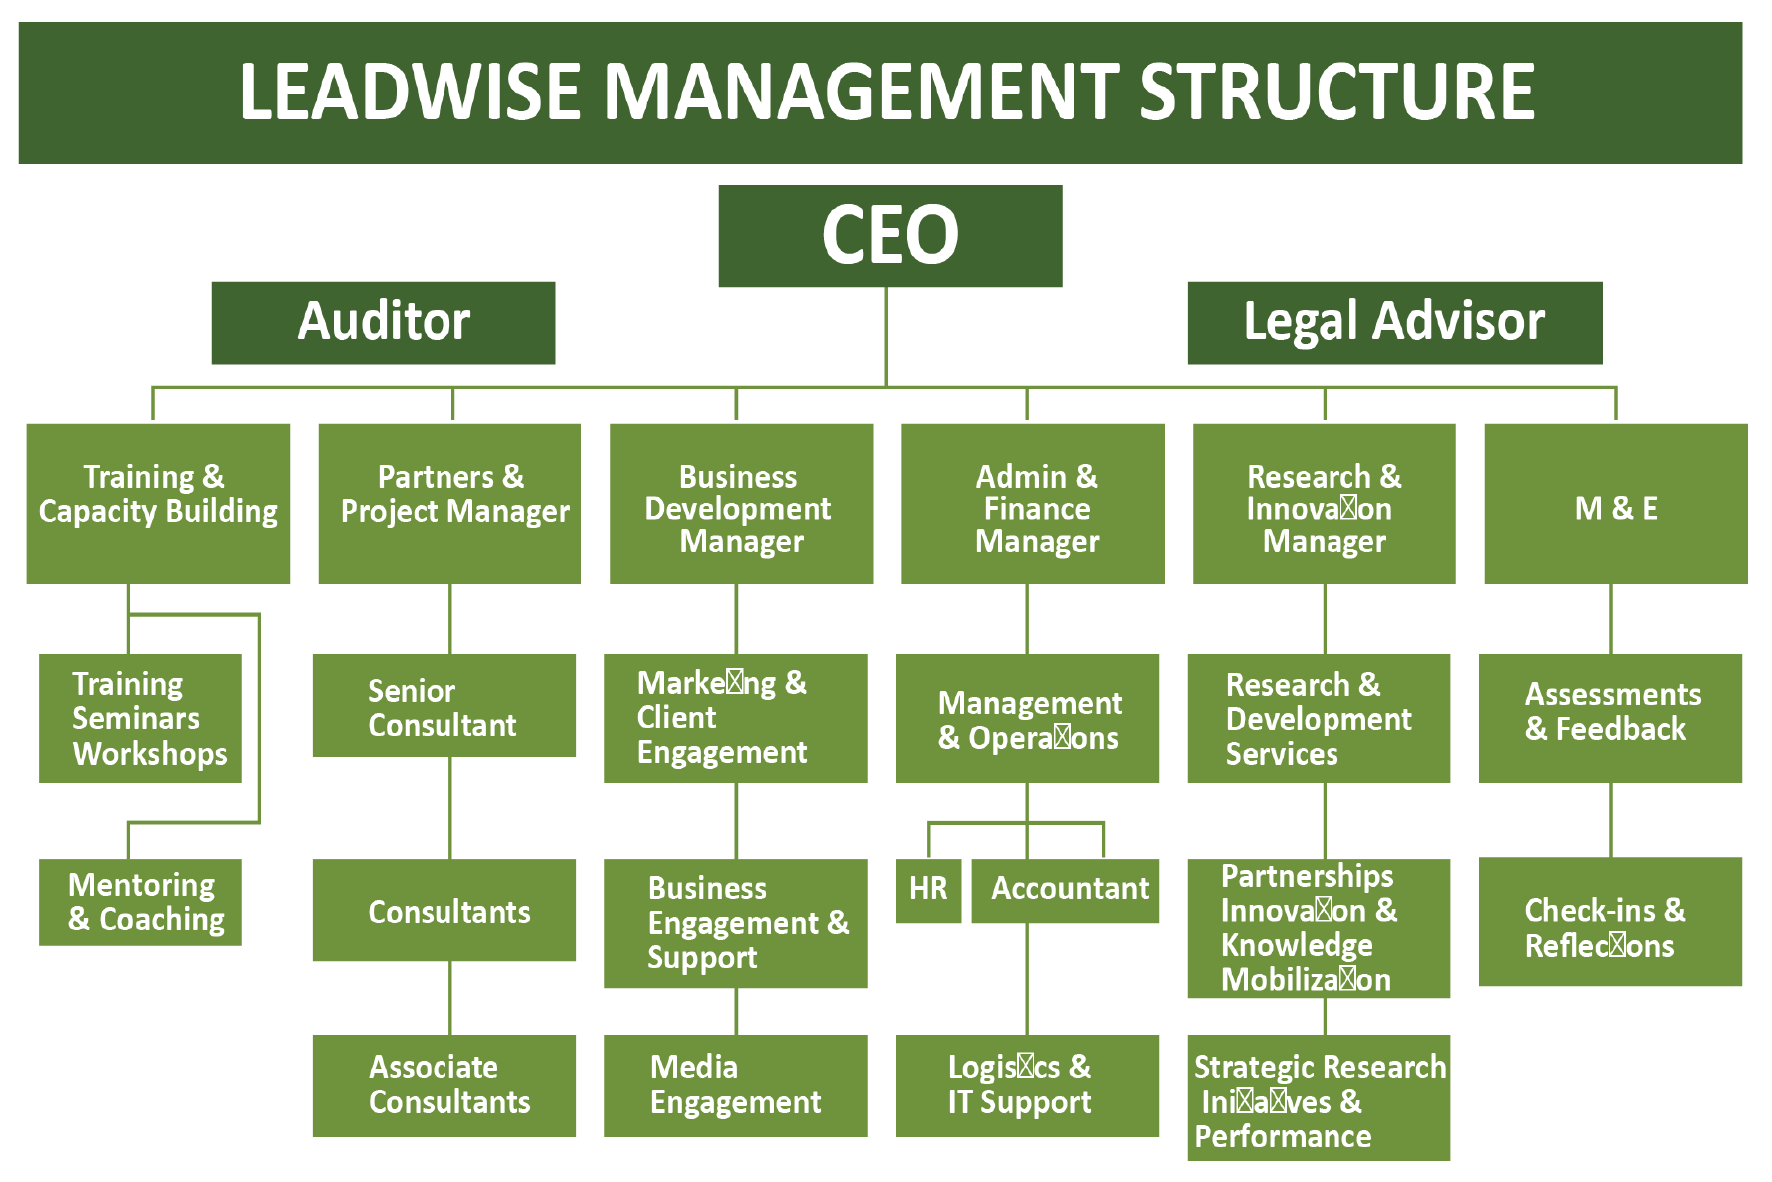 LEADWISE MANAGEMENT STRUCTURE
CEO
Auditor
Legal Advisor
Training &
Capacity Building
Partners &
Project Manager
Business
Development
Manager
Admin &
Finance
Manager
Research &
Innova☒on
Manager
M & E
Training
Seminars
Workshops
Senior
Consultant
Marke☒ng &
Client
Engagement
Management
& Opera☒ons
Research &
Development
Services
Assessments
& Feedback
Mentoring
& Coaching
Consultants
Business
Engagement &
Support
HR
Accountant
Partnerships
Innova☒on &
Knowledge
Mobiliza☒on
Check-ins &
Reflec☒ons
Associate
Consultants
Media
Engagement
Logis☒cs &
IT Support
Strategic Research
Ini☒a☒ves &
Performance